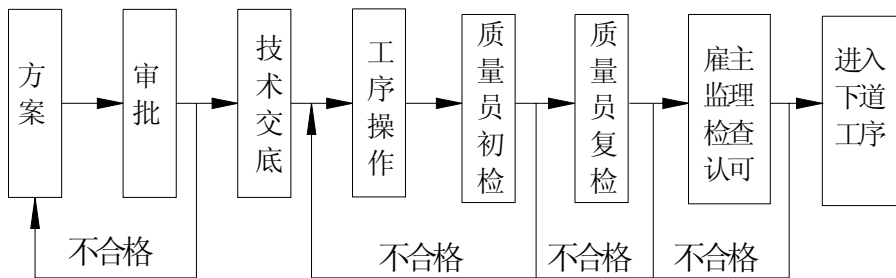 方案
审批
技术交底
工序操作
质量员初检
质量员复检
雇主
监理
检查
认可
进入
下道
工序
不合格
不合格
不合格
不合格